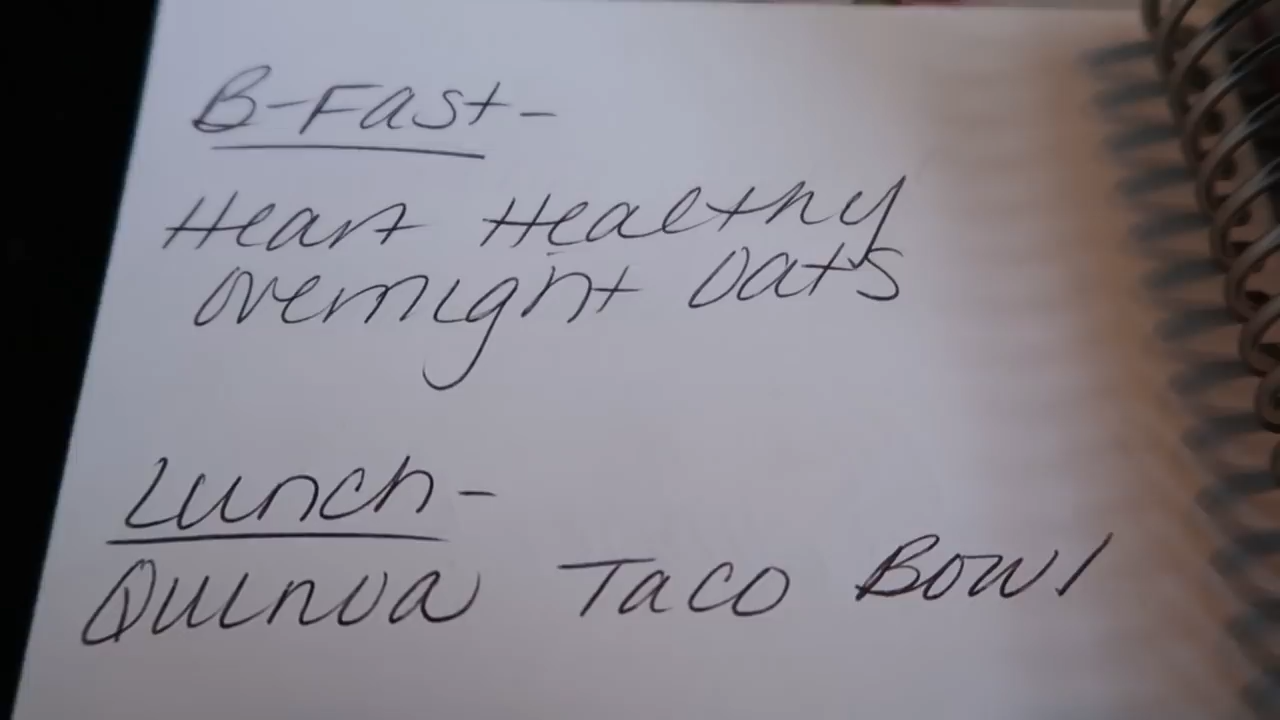 B-Fast-
Heart Healthy
overnight oats
Lunch-
Quinoa Taco Bowl